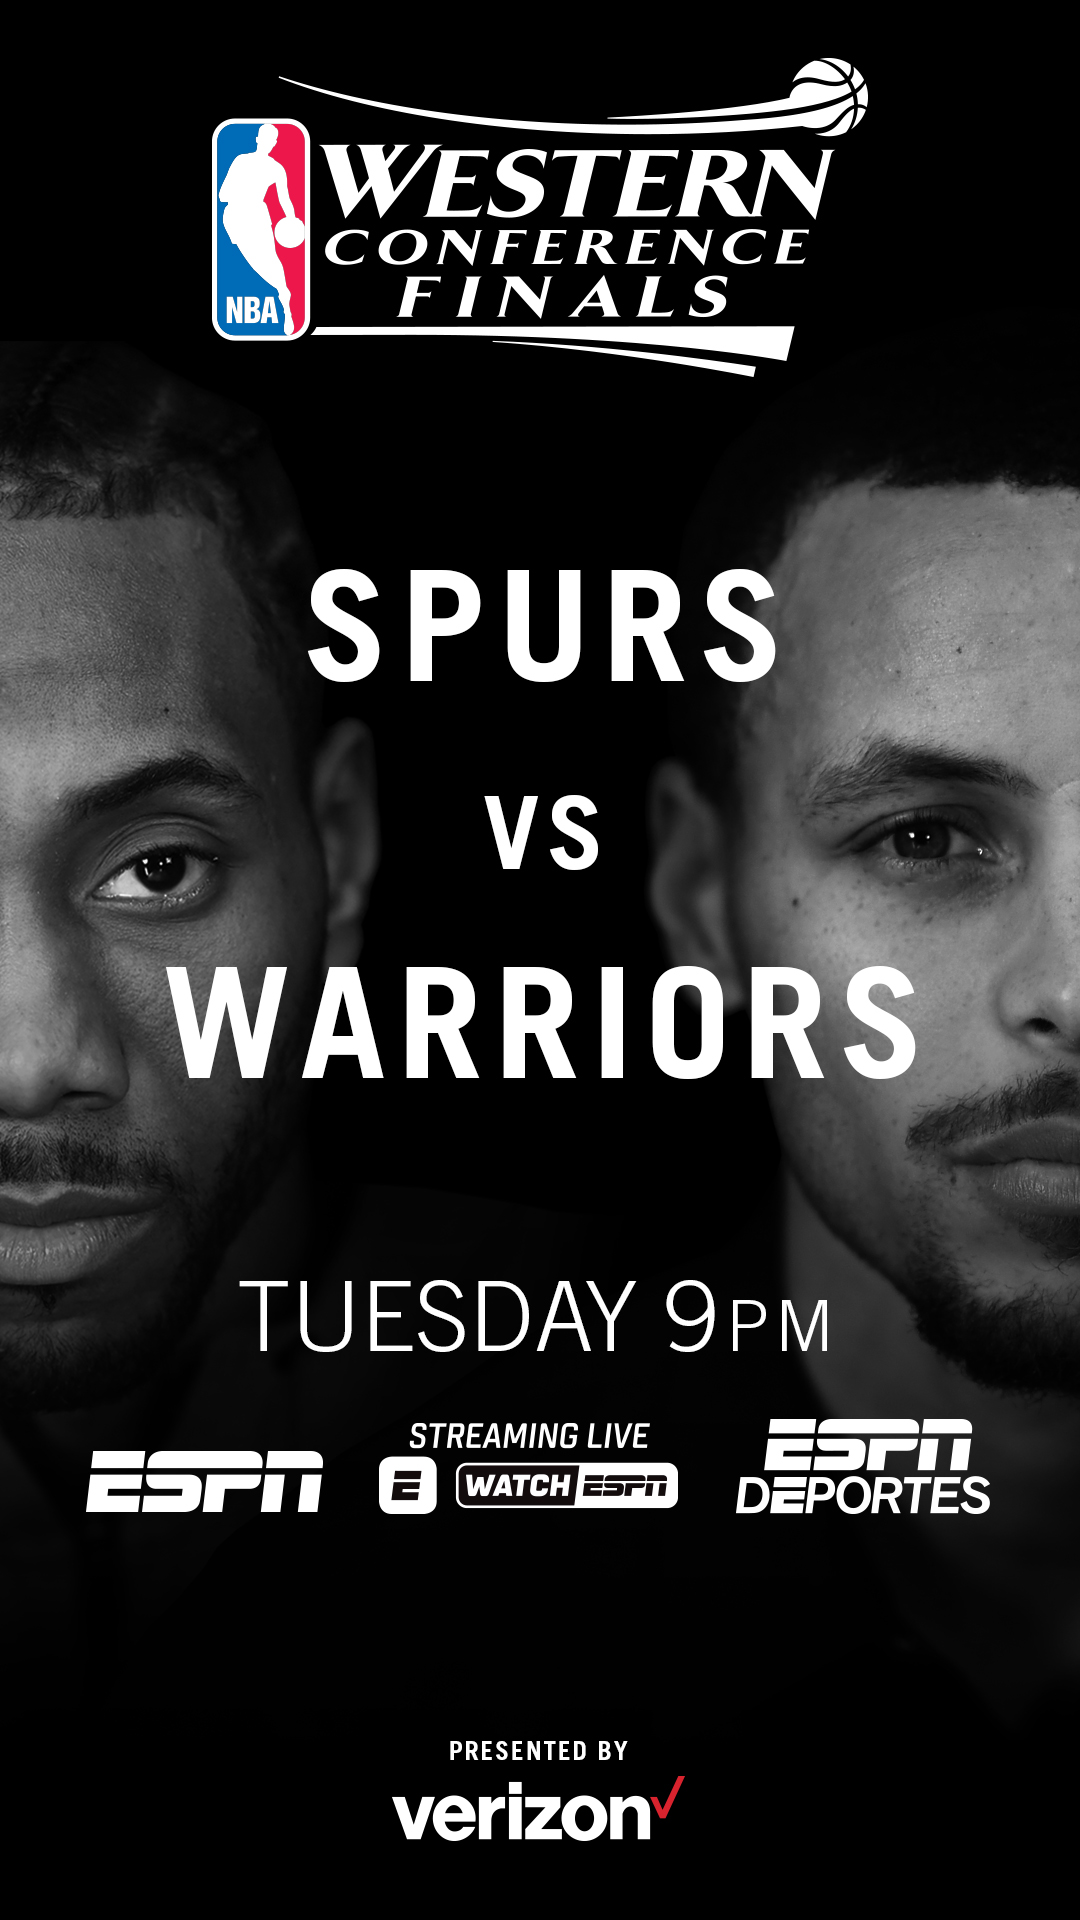 WESTERN
CONFERENCE
FINALS
NBA
SPURS
VS
WARRIORS
TUESDAY 9PM
ESPN
STREAMING LIVE
E WATCH ESPN
ESPN
DEPORTES
PRESENTED BY
verizon